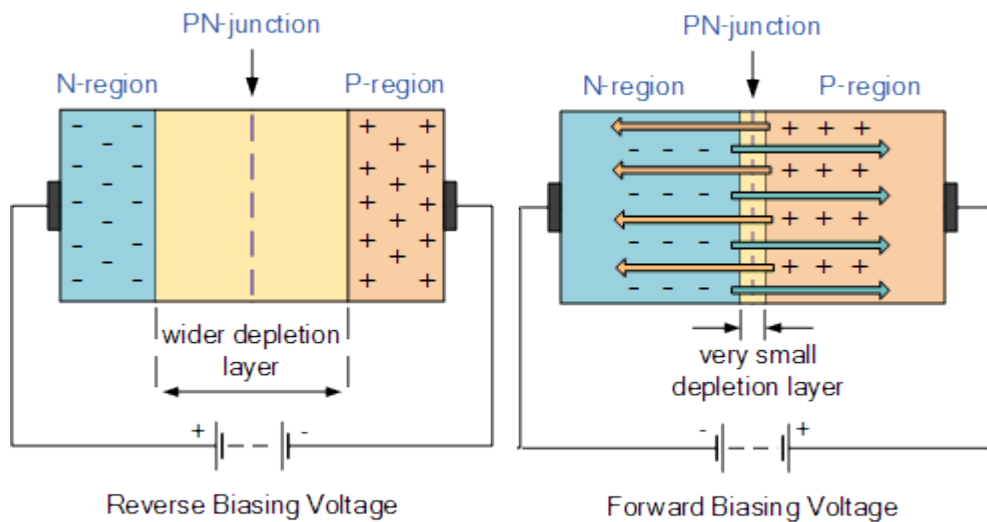 PN-junction
N-region
P-region
wider depletion
layer
+
-
Reverse Biasing Voltage
PN-junction
N-region
P-region
- - - - -
+ + +
- - -
+ + +
- - -
+ + +
- - -
+ + +
- - -
very small
depletion layer
-
+
Forward Biasing Voltage